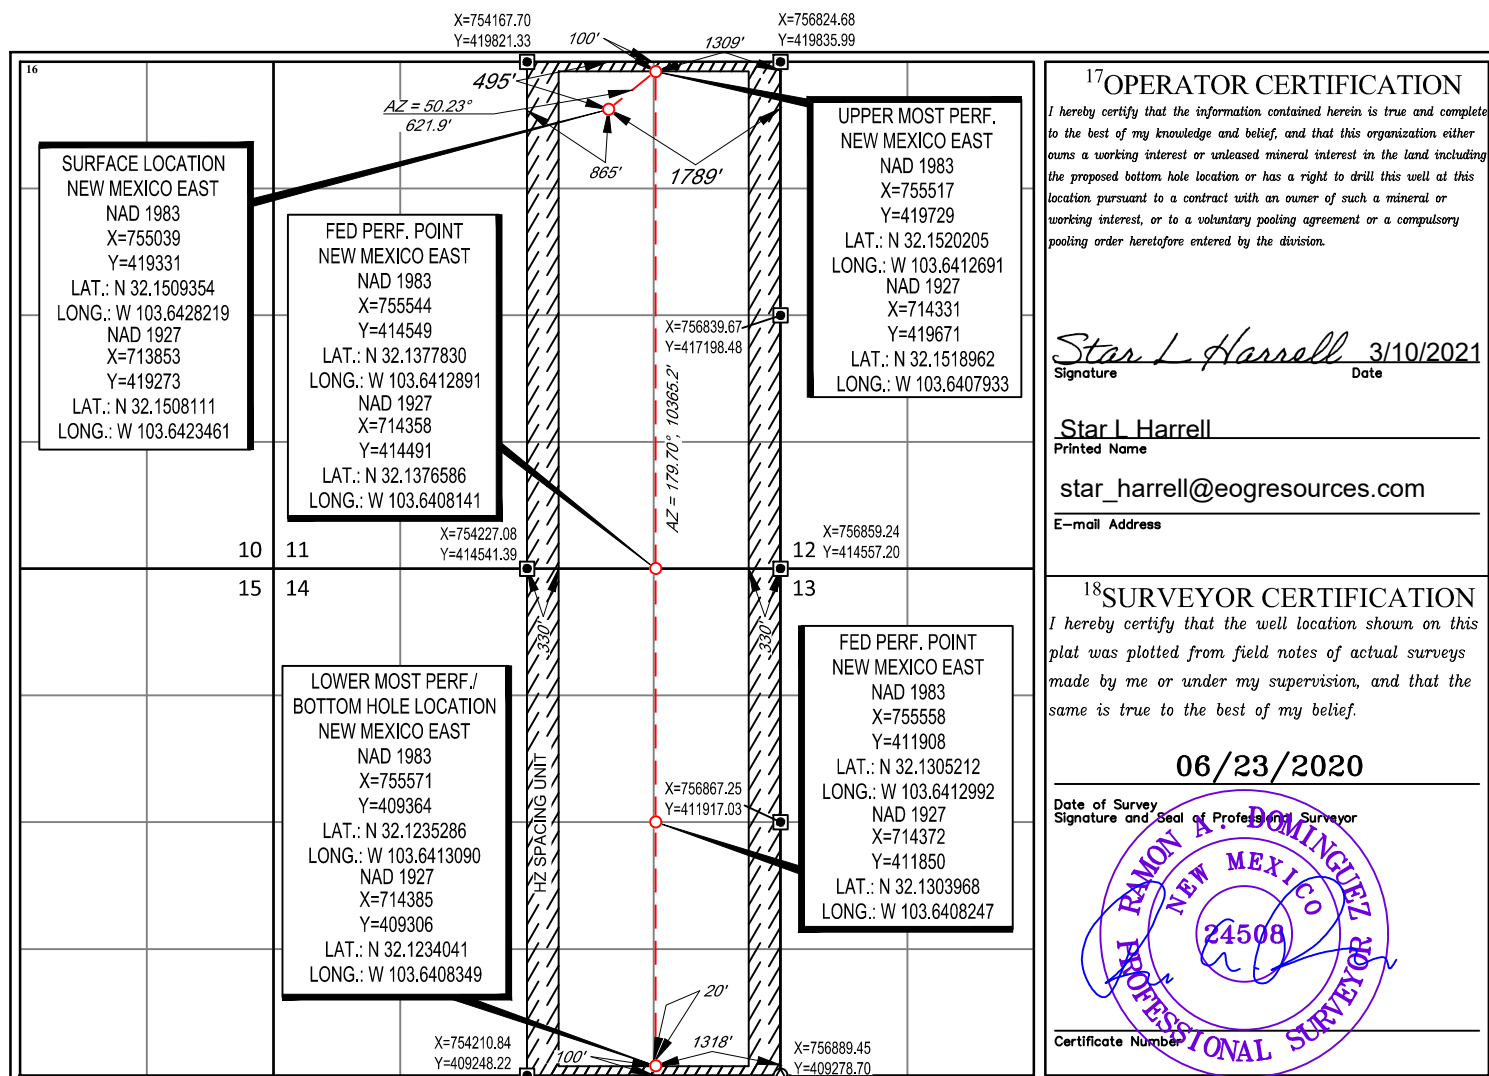 X=754167.70
Y=419821.33
X=756824.68
Y=419835.99
100'
1309'
16
495'
AZ = 50.23°
621.9'
865'
1789'
SURFACE LOCATION
NEW MEXICO EAST
NAD 1983
X=755039
Y=419331
LAT.: N 32.1509354
LONG.: W 103.6428219
NAD 1927
X=713853
Y=419273
LAT.: N 32.1508111
LONG.: W 103.6423461
FED PERF. POINT
NEW MEXICO EAST
NAD 1983
X=755544
Y=414549
LAT.: N 32.1377830
LONG.: W 103.6412891
NAD 1927
X=714358
Y=414491
LAT.: N 32.1376586
LONG.: W 103.6408141
UPPER MOST PERF.
NEW MEXICO EAST
NAD 1983
X=755517
Y=419729
LAT.: N 32.1520205
LONG.: W 103.6412691
NAD 1927
X=714331
Y=419671
LAT.: N 32.1518962
LONG.: W 103.6407933
X=756839.67
Y=417198.48
AZ = 179.70°, 10365.2'
X=754227.08
Y=414541.39
X=756859.24
Y=414557.20
10
11
12
15
14
13
330'
330'
LOWER MOST PERF./
BOTTOM HOLE LOCATION
NEW MEXICO EAST
NAD 1983
X=755571
Y=409364
LAT.: N 32.1235286
LONG.: W 103.6413090
NAD 1927
X=714385
Y=409306
LAT.: N 32.1234041
LONG.: W 103.6408349
FED PERF. POINT
NEW MEXICO EAST
NAD 1983
X=755558
Y=411908
LAT.: N 32.1305212
LONG.: W 103.6412992
NAD 1927
X=714372
Y=411850
LAT.: N 32.1303968
LONG.: W 103.6408247
HZ SPACING UNIT
X=756867.25
Y=411917.03
20'
1318'
100'
X=754210.84
Y=409248.22
X=756889.45
Y=409278.70
17OPERATOR CERTIFICATION
I hereby certify that the information contained herein is true and complete
to the best of my knowledge and belief, and that this organization either
owns a working interest or unleased mineral interest in the land including
the proposed bottom hole location or has a right to drill this well at this
location pursuant to a contract with an owner of such a mineral or
working interest, or to a voluntary pooling agreement or a compulsory
pooling order heretofore entered by the division.
Star L Harrell 3/10/2021
Signature Date
Star L Harrell
Printed Name
star_harrell@eogresources.com
E-mail Address
18SURVEYOR CERTIFICATION
I hereby certify that the well location shown on this
plat was plotted from field notes of actual surveys
made by me or under my supervision, and that the
same is true to the best of my belief.
06/23/2020
Date of Survey
Signature and Seal of Professional Surveyor
RAMON A. DOMINGUEZ
NEW MEXICO
24508
PROFESSIONAL SURVEYOR
Certificate Number